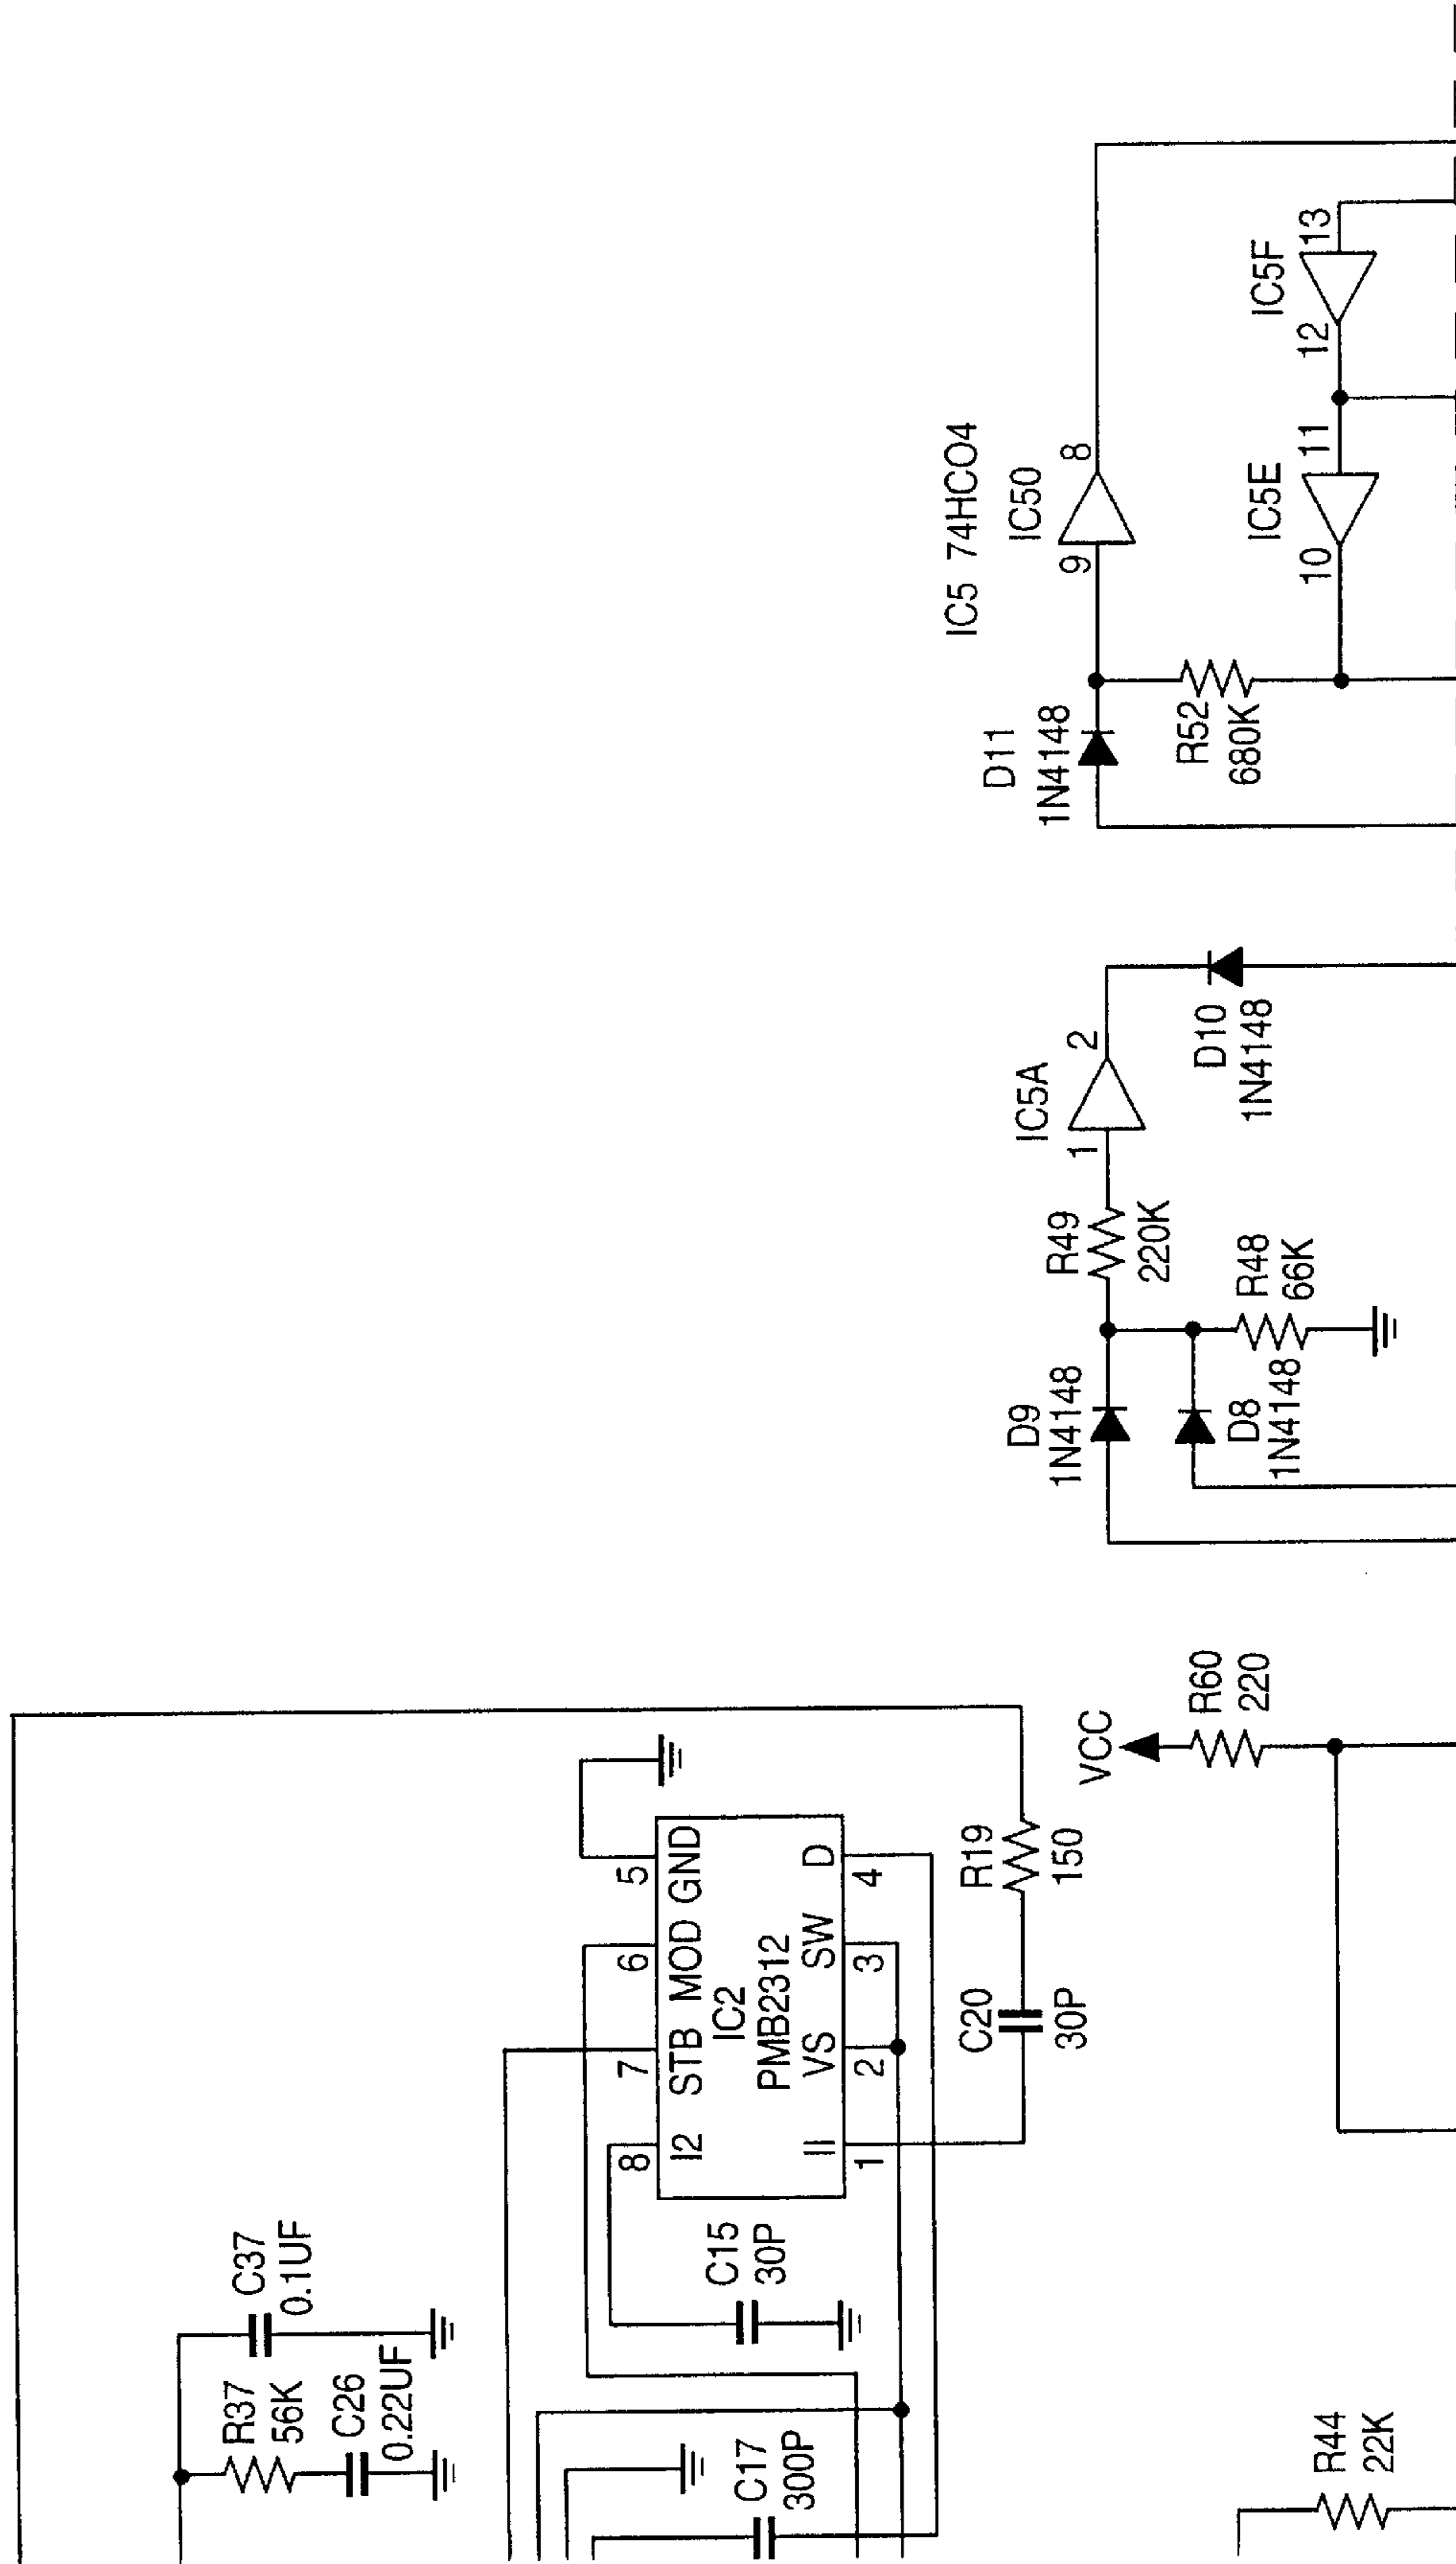 IC5 74HCO4
D11
1N4148
IC50
9
8
R52
680K
IC5E
10
11
IC5F
12
13
D9
1N4148
D8
1N4148
R49
220K
R48
66K
IC5A
1
2
D10
1N4148
C37
0.1UF
R37
56K
C26
0.22UF
8
7
6
5
I2 STB MOD GND
IC2
PMB2312
II VS SW D
1
2
3
4
C15
30P
C17
300P
C20
30P
R19
150
VCC
R60
220
R44
22K